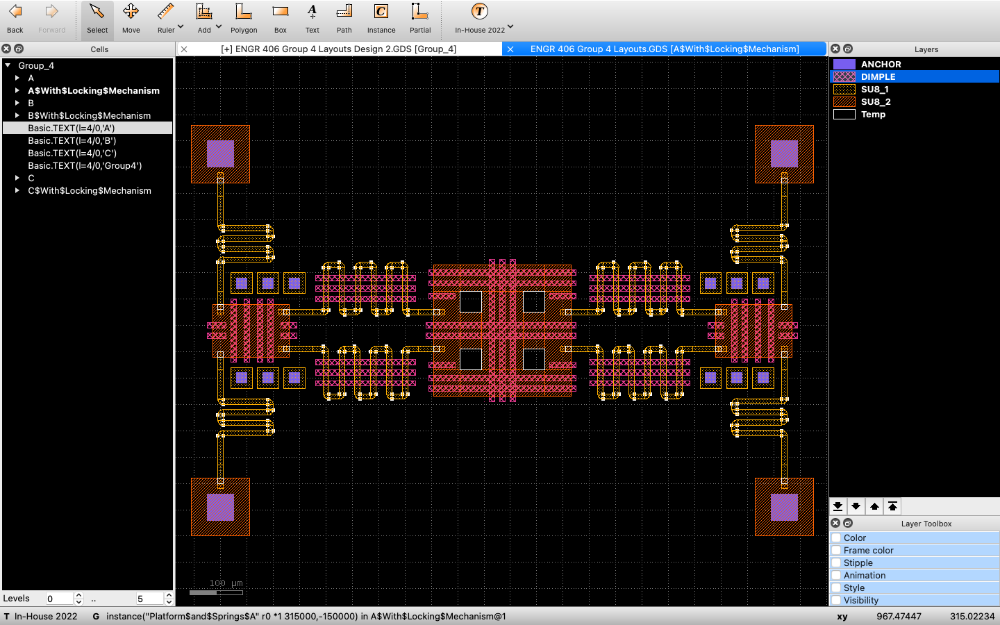 Back Forward Select Move Ruler Add Polygon Box Text Path Instance Partial In-House 2022
Cells
[+] ENGR 406 Group 4 Layouts Design 2.GDS [Group_4]
ENGR 406 Group 4 Layouts.GDS [A$With$Locking$Mechanism]
Layers
Group_4
A
A$With$Locking$Mechanism
B
B$With$Locking$Mechanism
Basic.TEXT(l=4/0,'A')
Basic.TEXT(l=4/0,'B')
Basic.TEXT(l=4/0,'C')
Basic.TEXT(l=4/0,'Group4')
C
C$With$Locking$Mechanism
ANCHOR
DIMPLE
SU8_1
SU8_2
Temp
100 µm
Layer Toolbox
Color
Frame color
Stipple
Animation
Style
Visibility
Levels 0 .. 5
T In-House 2022 G instance("Platform$and$Springs$A" r0 *1 315000,-150000) in A$With$Locking$Mechanism@1 xy 967.47447 315.02234